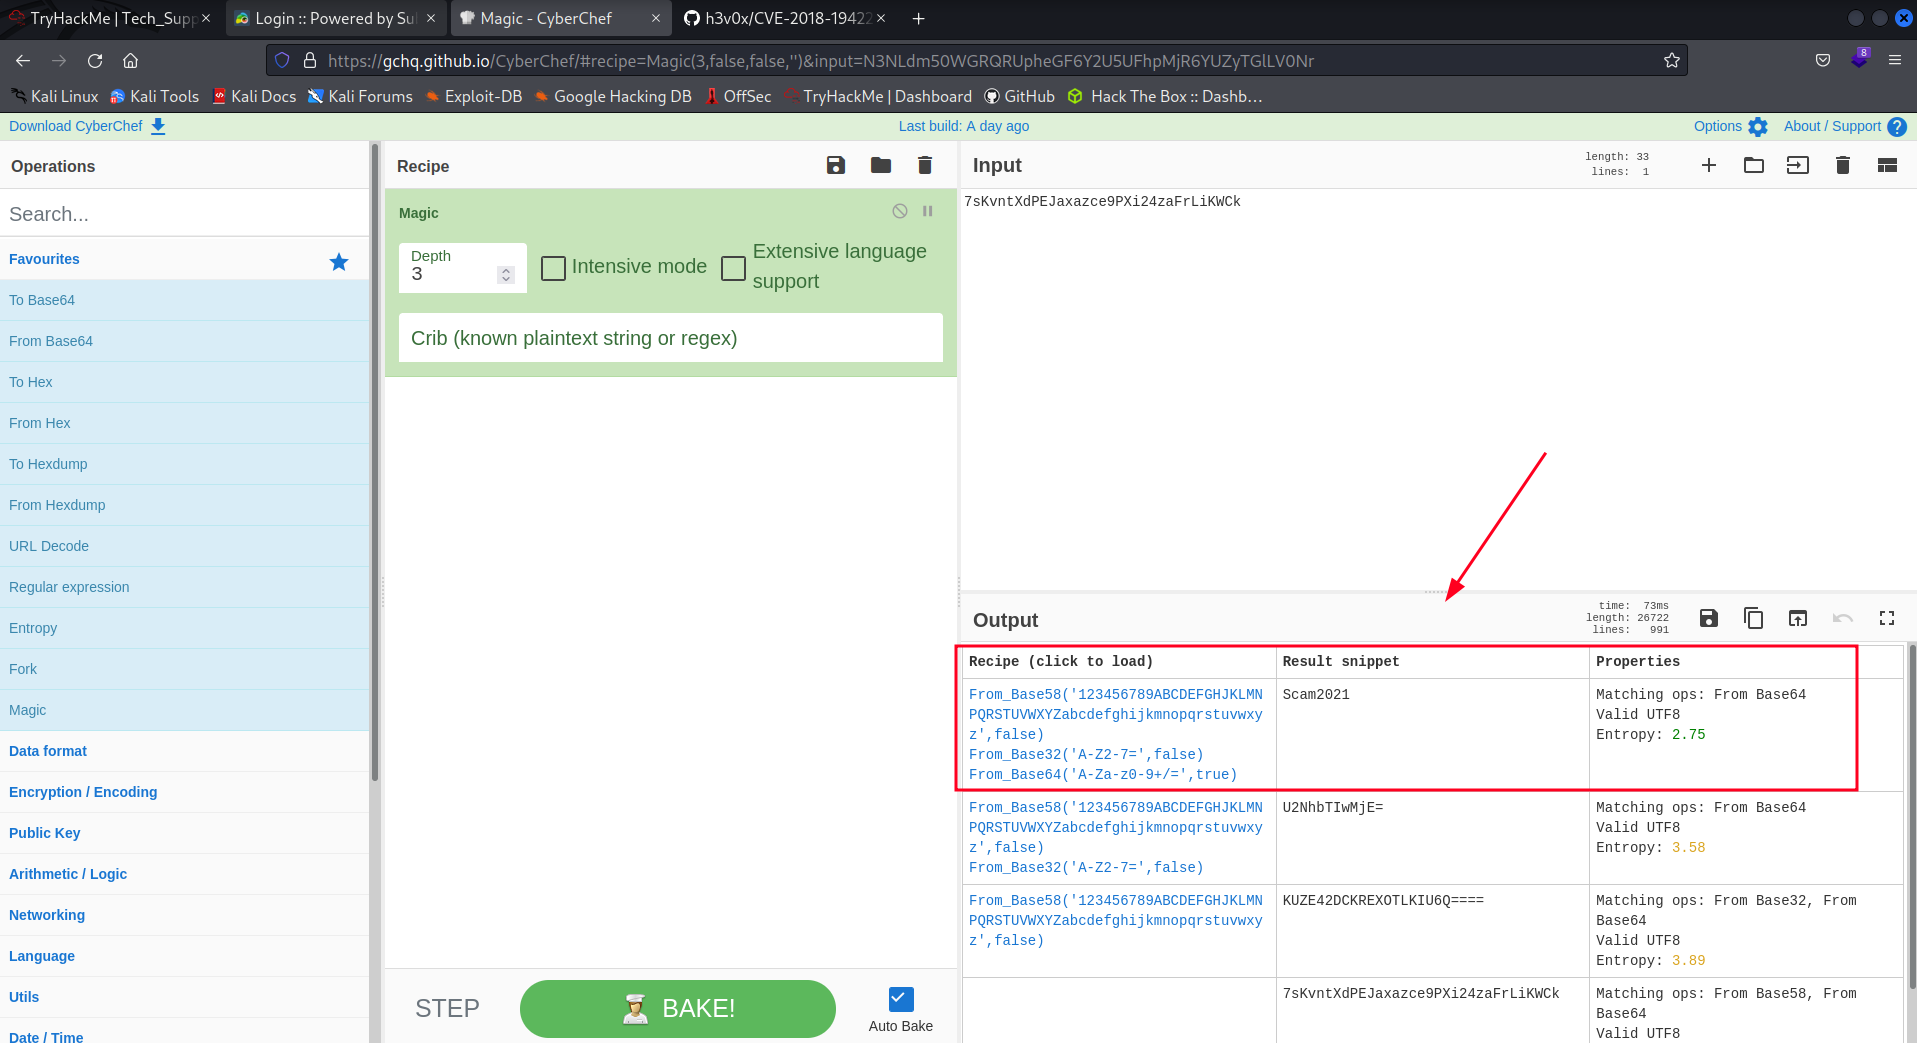 TryHackMe | Tech_Supp
Login :: Powered by Su
Magic - CyberChef
h3v0x/CVE-2018-19422
https://gchq.github.io/CyberChef/#recipe=Magic(3,false,false,'')&input=N3NLdm50WGRQRUpheGF6Y2U5UFhpMjR6YUZyTGlLV0Nr
8
Kali Linux
Kali Tools
Kali Docs
Kali Forums
Exploit-DB
Google Hacking DB
OffSec
TryHackMe | Dashboard
GitHub
Hack The Box :: Dashb…
Download CyberChef
Last build: A day ago
Options
About / Support
Operations
Search...
Favourites
To Base64
From Base64
To Hex
From Hex
To Hexdump
From Hexdump
URL Decode
Regular expression
Entropy
Fork
Magic
Data format
Encryption / Encoding
Public Key
Arithmetic / Logic
Networking
Language
Utils
Date / Time
Recipe
Magic
Depth
3
Intensive mode
Extensive language
support
Crib (known plaintext string or regex)
STEP
BAKE!
Auto Bake
Input
length: 33
lines: 1
7sKvntXdPEJaxazce9PXi24zaFrLiKWCk
Output
time: 73ms
length: 26722
lines: 991
Recipe (click to load)
Result snippet
Properties
From_Base58('123456789ABCDEFGHJKLMN
PQRSTUVWXYZabcdefghijkmnopqrstuvwxy
z',false)
From_Base32('A-Z2-7=',false)
From_Base64('A-Za-z0-9+/=',true)
Scam2021
Matching ops: From Base64
Valid UTF8
Entropy: 2.75
From_Base58('123456789ABCDEFGHJKLMN
PQRSTUVWXYZabcdefghijkmnopqrstuvwxy
z',false)
From_Base32('A-Z2-7=',false)
U2NhbTIwMjE=
Matching ops: From Base64
Valid UTF8
Entropy: 3.58
From_Base58('123456789ABCDEFGHJKLMN
PQRSTUVWXYZabcdefghijkmnopqrstuvwxy
z',false)
KUZE42DCKREXOTLKIU6Q====
Matching ops: From Base32, From
Base64
Valid UTF8
Entropy: 3.89
7sKvntXdPEJaxazce9PXi24zaFrLiKWCk
Matching ops: From Base58, From
Base64
Valid UTF8